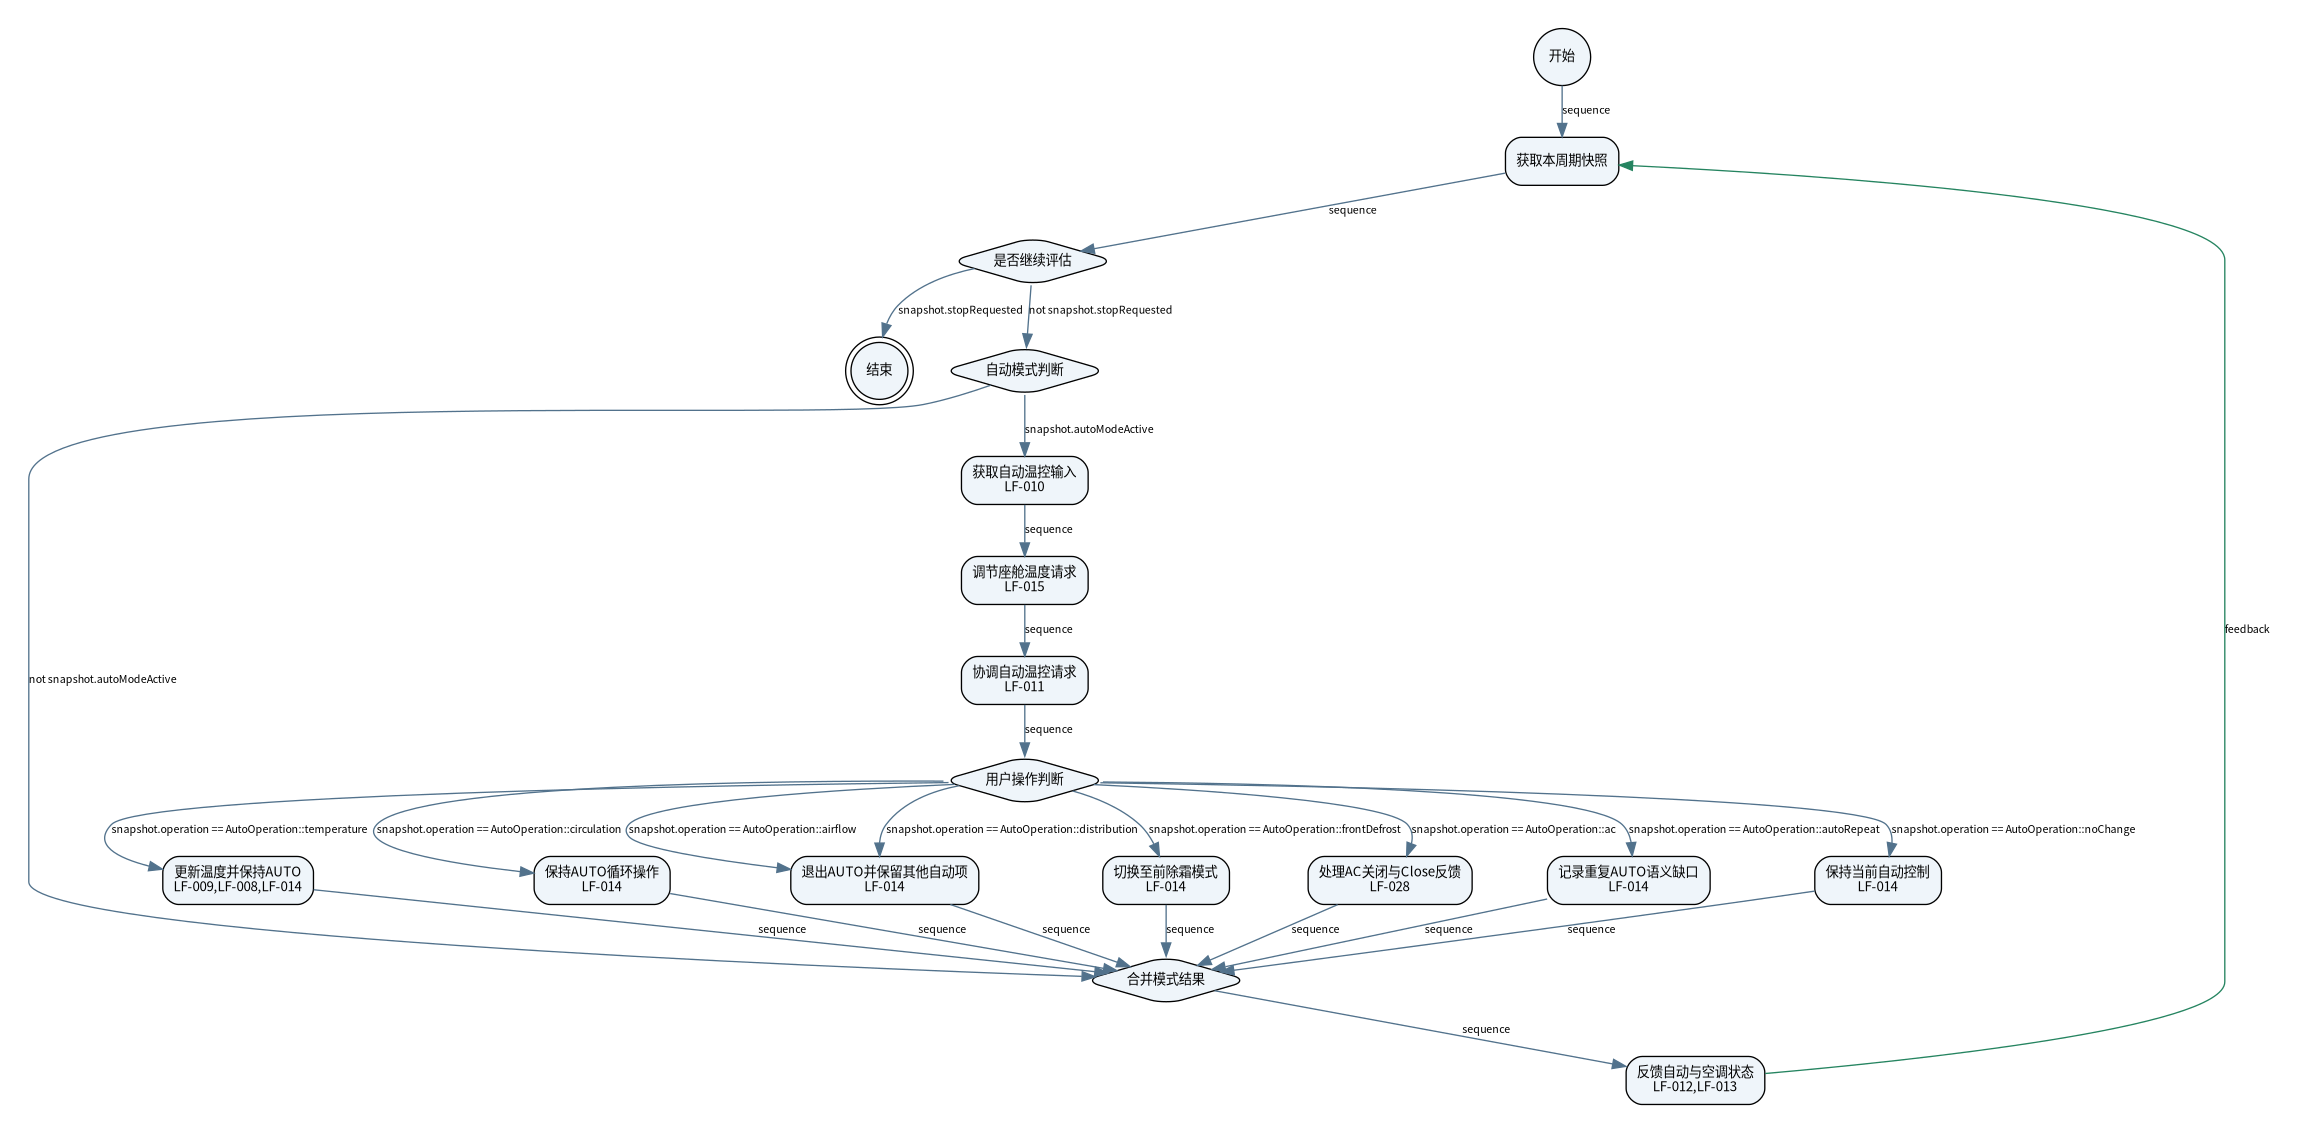 开始
sequence
获取本周期快照
sequence
是否继续评估
snapshot.stopRequested
not snapshot.stopRequested
结束
自动模式判断
snapshot.autoModeActive
获取自动温控输入
LF-010
sequence
调节座舱温度请求
LF-015
sequence
feedback
协调自动温控请求
LF-011
not snapshot.autoModeActive
sequence
用户操作判断
snapshot.operation == AutoOperation::temperature
snapshot.operation == AutoOperation::circulation
snapshot.operation == AutoOperation::airflow
snapshot.operation == AutoOperation::distribution
snapshot.operation == AutoOperation::frontDefrost
snapshot.operation == AutoOperation::ac
snapshot.operation == AutoOperation::autoRepeat
snapshot.operation == AutoOperation::noChange
更新温度并保持AUTO
LF-009,LF-008,LF-014
保持AUTO循环操作
LF-014
退出AUTO并保留其他自动项
LF-014
切换至前除霜模式
LF-014
处理AC关闭与Close反馈
LF-028
记录重复AUTO语义缺口
LF-014
保持当前自动控制
LF-014
sequence
sequence
sequence
sequence
sequence
sequence
sequence
合并模式结果
sequence
反馈自动与空调状态
LF-012,LF-013